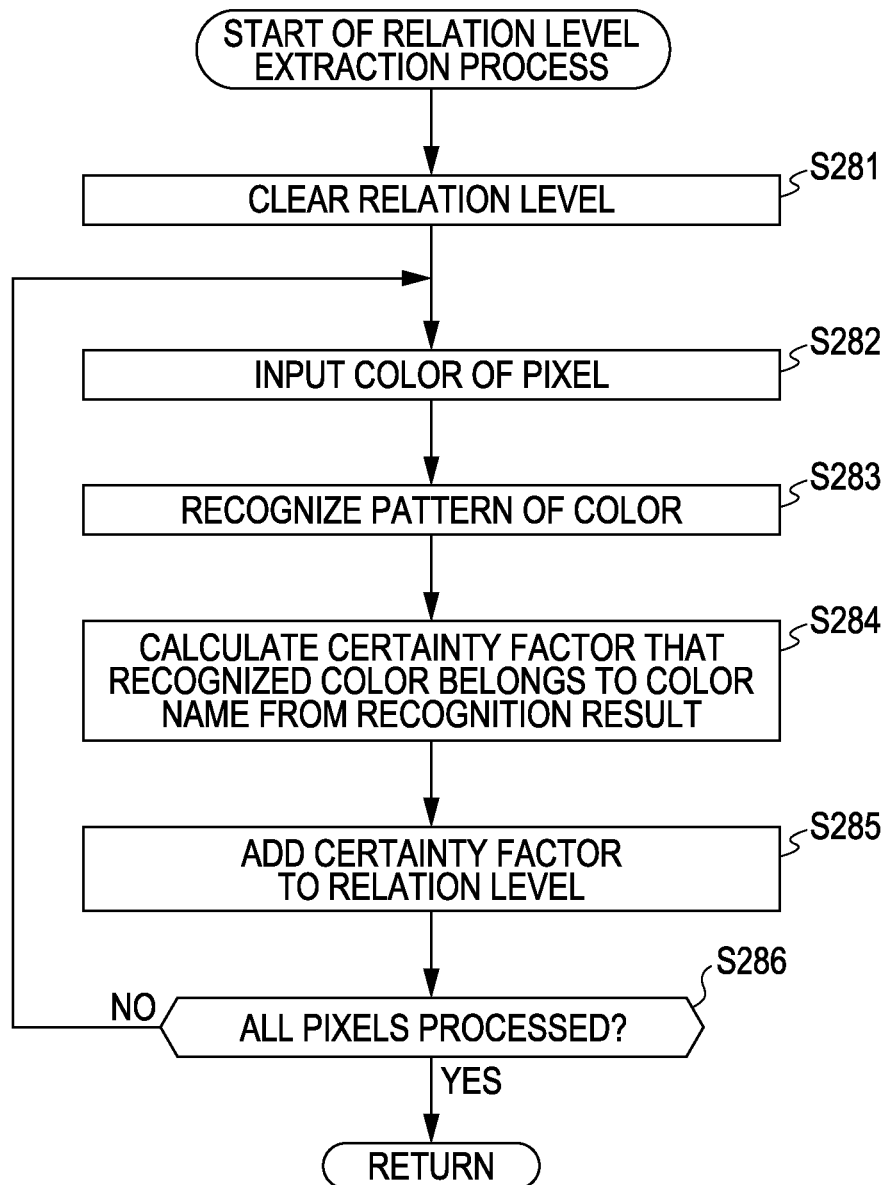 START OF RELATION LEVEL
EXTRACTION PROCESS
S281
CLEAR RELATION LEVEL
S282
INPUT COLOR OF PIXEL
S283
RECOGNIZE PATTERN OF COLOR
S284
CALCULATE CERTAINTY FACTOR THAT
RECOGNIZED COLOR BELONGS TO COLOR
NAME FROM RECOGNITION RESULT
S285
ADD CERTAINTY FACTOR
TO RELATION LEVEL
S286
NO
ALL PIXELS PROCESSED?
YES
RETURN